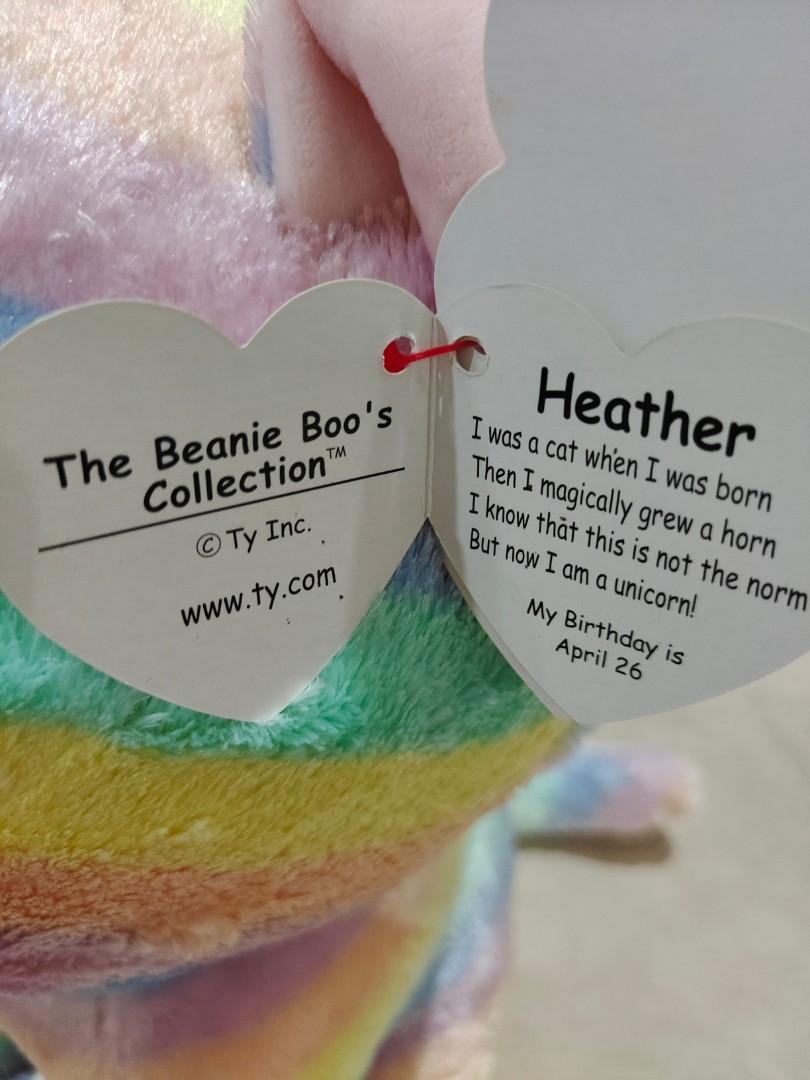 The Beanie Boo's
Collection™
© Ty Inc.
www.ty.com
Heather
I was a cat when I was born
Then I magically grew a horn
I know that this is not the norm
But now I am a unicorn!
My Birthday is
April 26